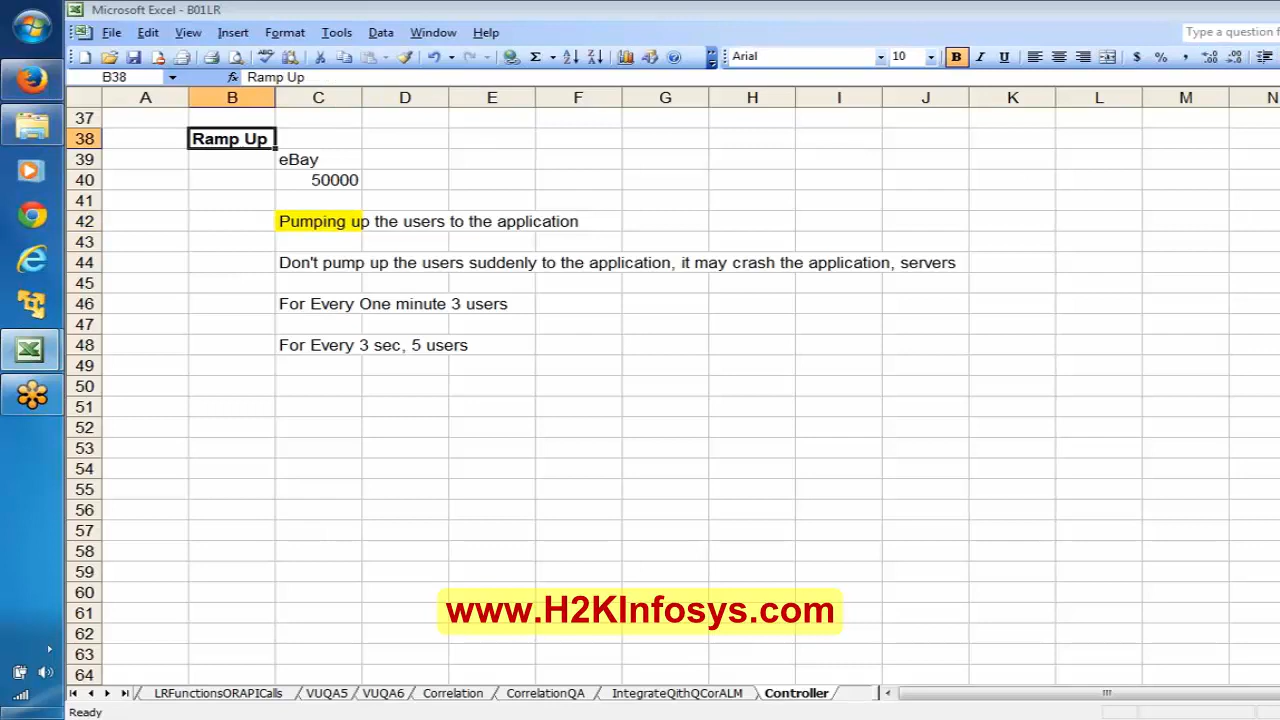 Microsoft Excel - B01LR
File Edit View Insert Format Tools Data Window Help
Type a question f
Arial 10 B I U $ %
B38 fx Ramp Up
A B C D E F G H I J K L M N
37
38 Ramp Up
39 eBay
40 50000
41
42 Pumping up the users to the application
43
44 Don't pump up the users suddenly to the application, it may crash the application, servers
45
46 For Every One minute 3 users
47
48 For Every 3 sec, 5 users
49
50
51
52
53
54
55
56
57
58
59
60
www.H2KInfosys.com
61
62
63
64
LRFunctionsORAPICalls VUQA5 VUQA6 Correlation CorrelationQA IntegrateQithQCorALM Controller
Ready